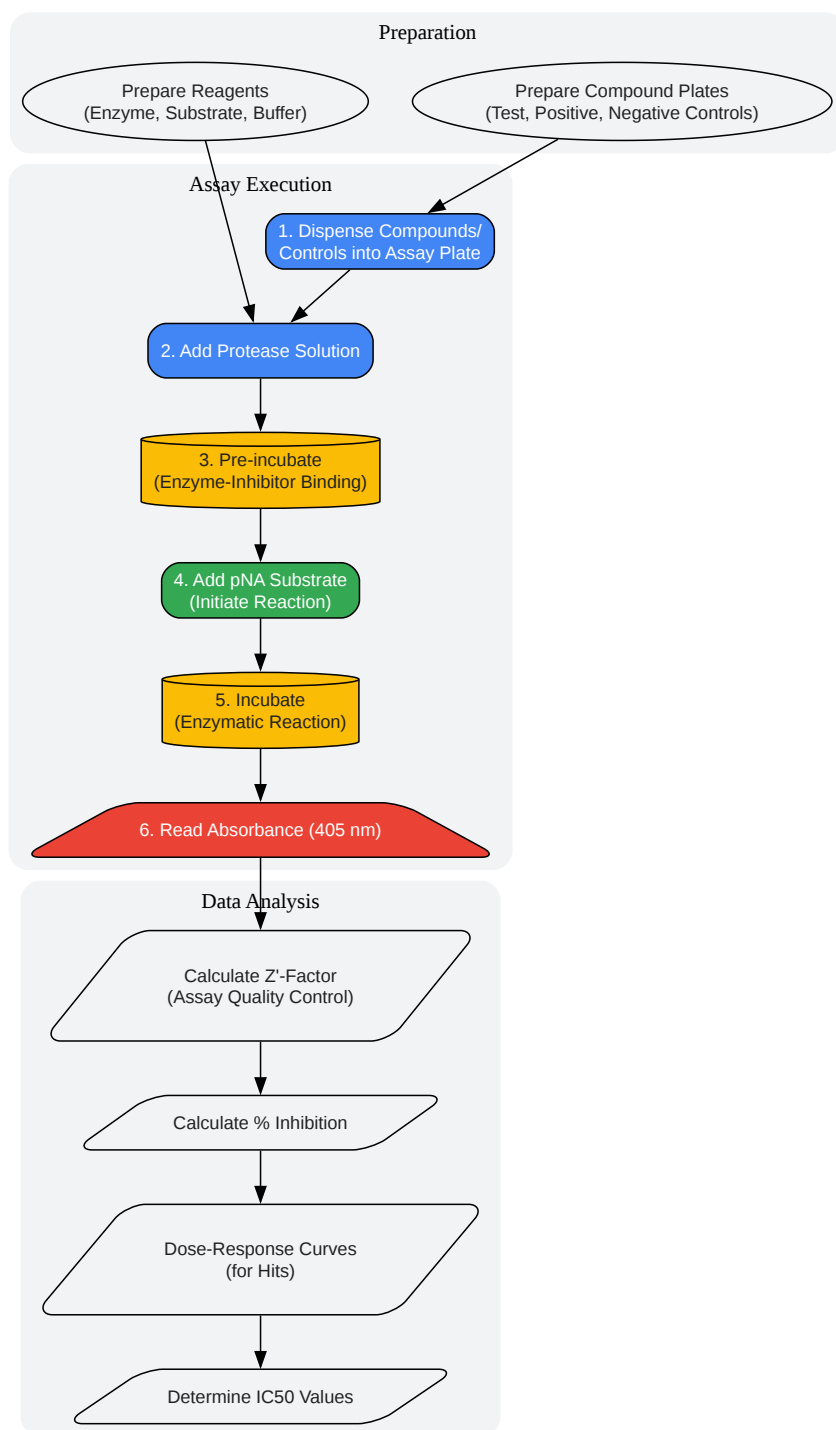 Preparation
Prepare Reagents
(Enzyme, Substrate, Buffer)
Prepare Compound Plates
(Test, Positive, Negative Controls)
Assay Execution
1. Dispense Compounds/
Controls into Assay Plate
2. Add Protease Solution
3. Pre-incubate
(Enzyme-Inhibitor Binding)
4. Add pNA Substrate
(Initiate Reaction)
5. Incubate
(Enzymatic Reaction)
6. Read Absorbance (405 nm)
Data Analysis
Calculate Z'-Factor
(Assay Quality Control)
Calculate % Inhibition
Dose-Response Curves
(for Hits)
Determine IC50 Values